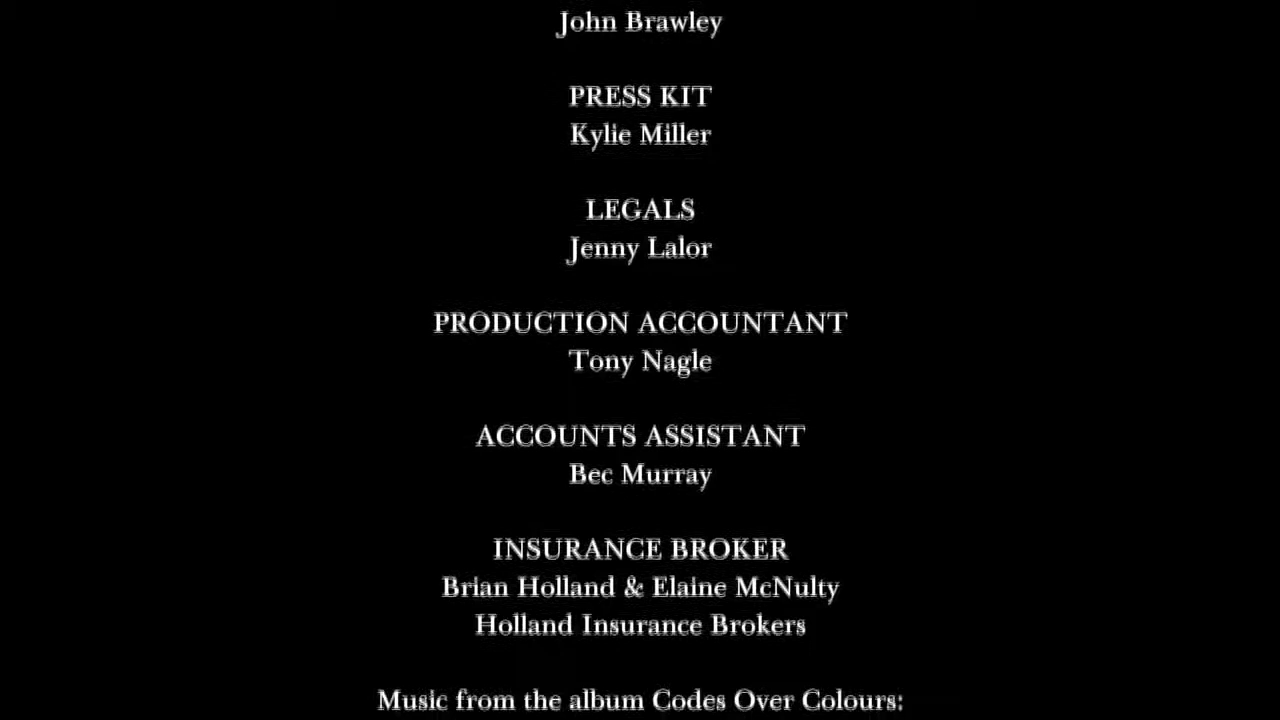 John Brawley
PRESS KIT
Kylie Miller
LEGALS
Jenny Lalor
PRODUCTION ACCOUNTANT
Tony Nagle
ACCOUNTS ASSISTANT
Bec Murray
INSURANCE BROKER
Brian Holland & Elaine McNulty
Holland Insurance Brokers
Music from the album Codes Over Colours: